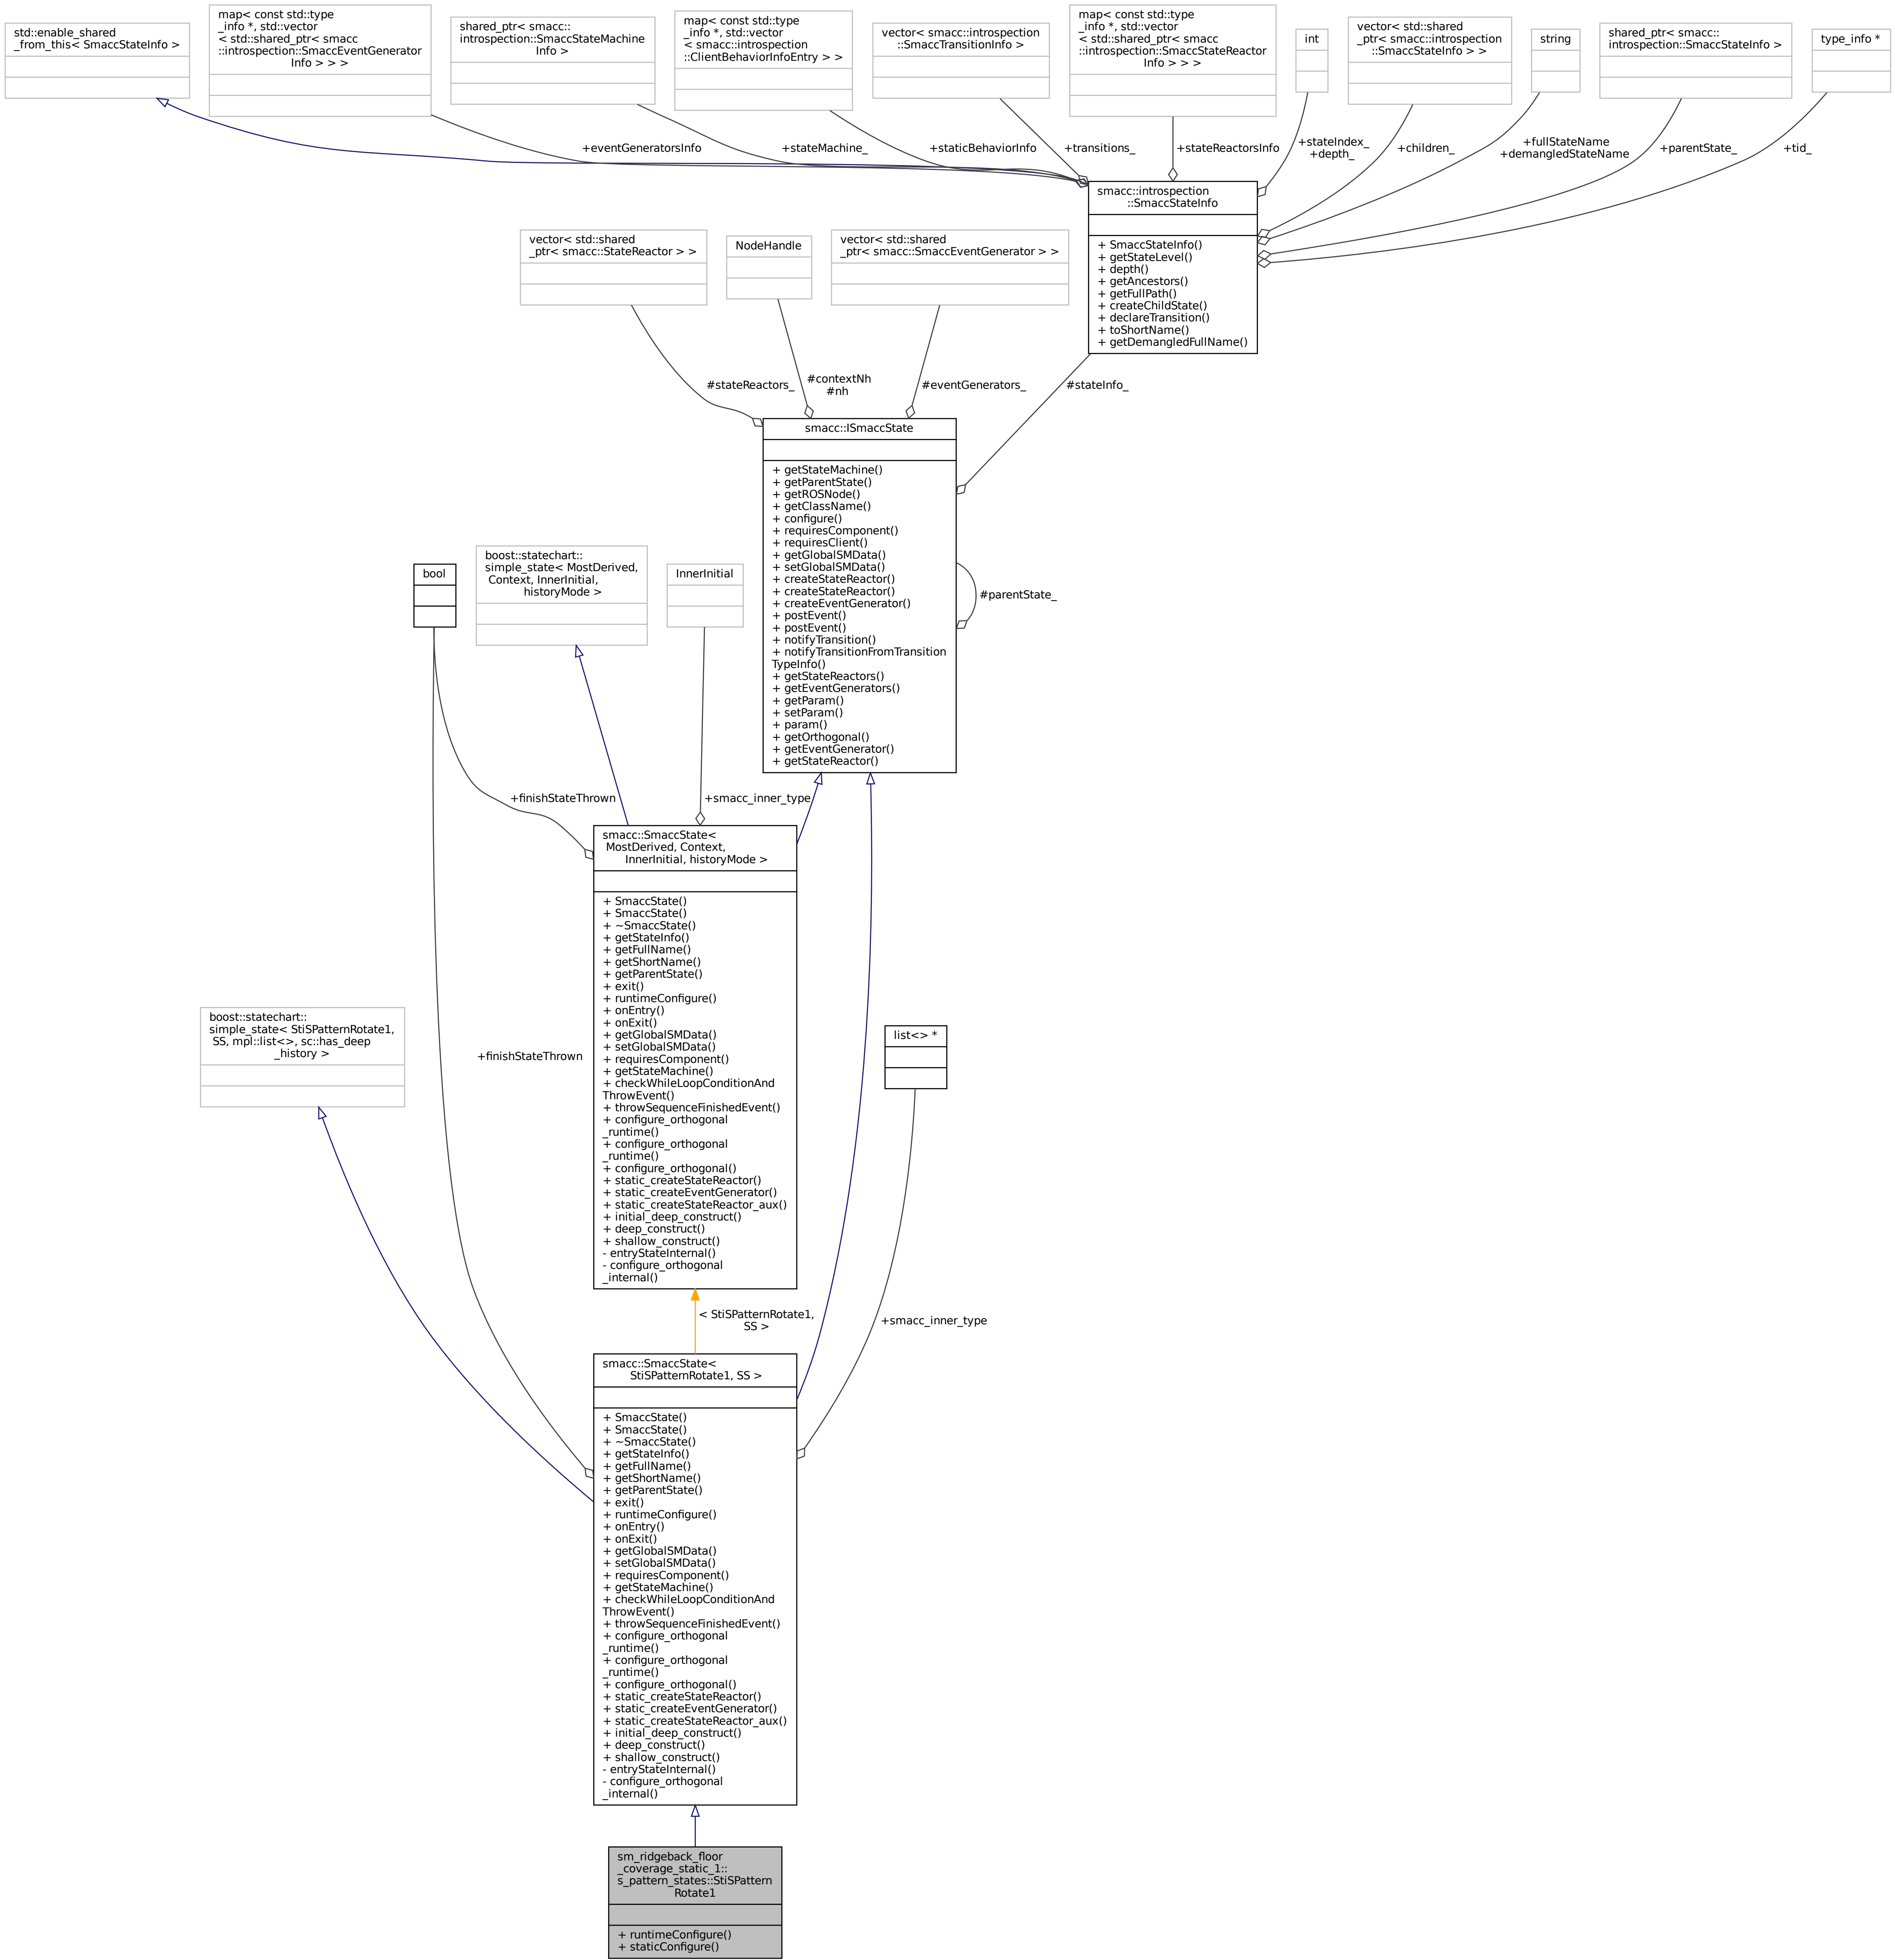 std::enable_shared
_from_this< SmaccStateInfo >
map< const std::type
_info *, std::vector
< std::shared_ptr< smacc
::introspection::SmaccEventGenerator
Info > > >
shared_ptr< smacc::
introspection::SmaccStateMachine
Info >
map< const std::type
_info *, std::vector
< smacc::introspection
::ClientBehaviorInfoEntry > >
vector< smacc::introspection
::SmaccTransitionInfo >
map< const std::type
_info *, std::vector
< std::shared_ptr< smacc
::introspection::SmaccStateReactor
Info > > >
int
vector< std::shared
_ptr< smacc::introspection
::SmaccStateInfo > >
string
shared_ptr< smacc::
introspection::SmaccStateInfo >
type_info *
+eventGeneratorsInfo
+stateMachine_
+staticBehaviorInfo
+transitions_
+stateReactorsInfo
+stateIndex_
+depth_
+children_
+fullStateName
+demangledStateName
+parentState_
+tid_
smacc::introspection
::SmaccStateInfo
+ SmaccStateInfo()
+ getStateLevel()
+ depth()
+ getAncestors()
+ getFullPath()
+ createChildState()
+ declareTransition()
+ toShortName()
+ getDemangledFullName()
vector< std::shared
_ptr< smacc::StateReactor > >
NodeHandle
vector< std::shared
_ptr< smacc::SmaccEventGenerator > >
#stateReactors_
#contextNh
#nh
#eventGenerators_
#stateInfo_
smacc::ISmaccState
+ getStateMachine()
+ getParentState()
+ getROSNode()
+ getClassName()
+ configure()
+ requiresComponent()
+ requiresClient()
+ getGlobalSMData()
+ setGlobalSMData()
+ createStateReactor()
+ createStateReactor()
+ createEventGenerator()
+ postEvent()
+ postEvent()
+ notifyTransition()
+ notifyTransitionFromTransition
TypeInfo()
+ getStateReactors()
+ getEventGenerators()
+ getParam()
+ setParam()
+ param()
+ getOrthogonal()
+ getEventGenerator()
+ getStateReactor()
#parentState_
bool
boost::statechart::
simple_state< MostDerived,
Context, InnerInitial,
historyMode >
InnerInitial
+finishStateThrown
+smacc_inner_type
smacc::SmaccState<
MostDerived, Context,
InnerInitial, historyMode >
+ SmaccState()
+ SmaccState()
+ ~SmaccState()
+ getStateInfo()
+ getFullName()
+ getShortName()
+ getParentState()
+ exit()
+ runtimeConfigure()
+ onEntry()
+ onExit()
+ getGlobalSMData()
+ setGlobalSMData()
+ requiresComponent()
+ getStateMachine()
+ checkWhileLoopConditionAnd
ThrowEvent()
+ throwSequenceFinishedEvent()
+ configure_orthogonal
_runtime()
+ configure_orthogonal
_runtime()
+ configure_orthogonal()
+ static_createStateReactor()
+ static_createEventGenerator()
+ static_createStateReactor_aux()
+ initial_deep_construct()
+ deep_construct()
+ shallow_construct()
- entryStateInternal()
- configure_orthogonal
_internal()
boost::statechart::
simple_state< StiSPatternRotate1,
SS, mpl::list<>, sc::has_deep
_history >
+finishStateThrown
list<> *
< StiSPatternRotate1,
SS >
+smacc_inner_type
smacc::SmaccState<
StiSPatternRotate1, SS >
+ SmaccState()
+ SmaccState()
+ ~SmaccState()
+ getStateInfo()
+ getFullName()
+ getShortName()
+ getParentState()
+ exit()
+ runtimeConfigure()
+ onEntry()
+ onExit()
+ getGlobalSMData()
+ setGlobalSMData()
+ requiresComponent()
+ getStateMachine()
+ checkWhileLoopConditionAnd
ThrowEvent()
+ throwSequenceFinishedEvent()
+ configure_orthogonal
_runtime()
+ configure_orthogonal
_runtime()
+ configure_orthogonal()
+ static_createStateReactor()
+ static_createEventGenerator()
+ static_createStateReactor_aux()
+ initial_deep_construct()
+ deep_construct()
+ shallow_construct()
- entryStateInternal()
- configure_orthogonal
_internal()
sm_ridgeback_floor
_coverage_static_1::
s_pattern_states::StiSPattern
Rotate1
+ runtimeConfigure()
+ staticConfigure()